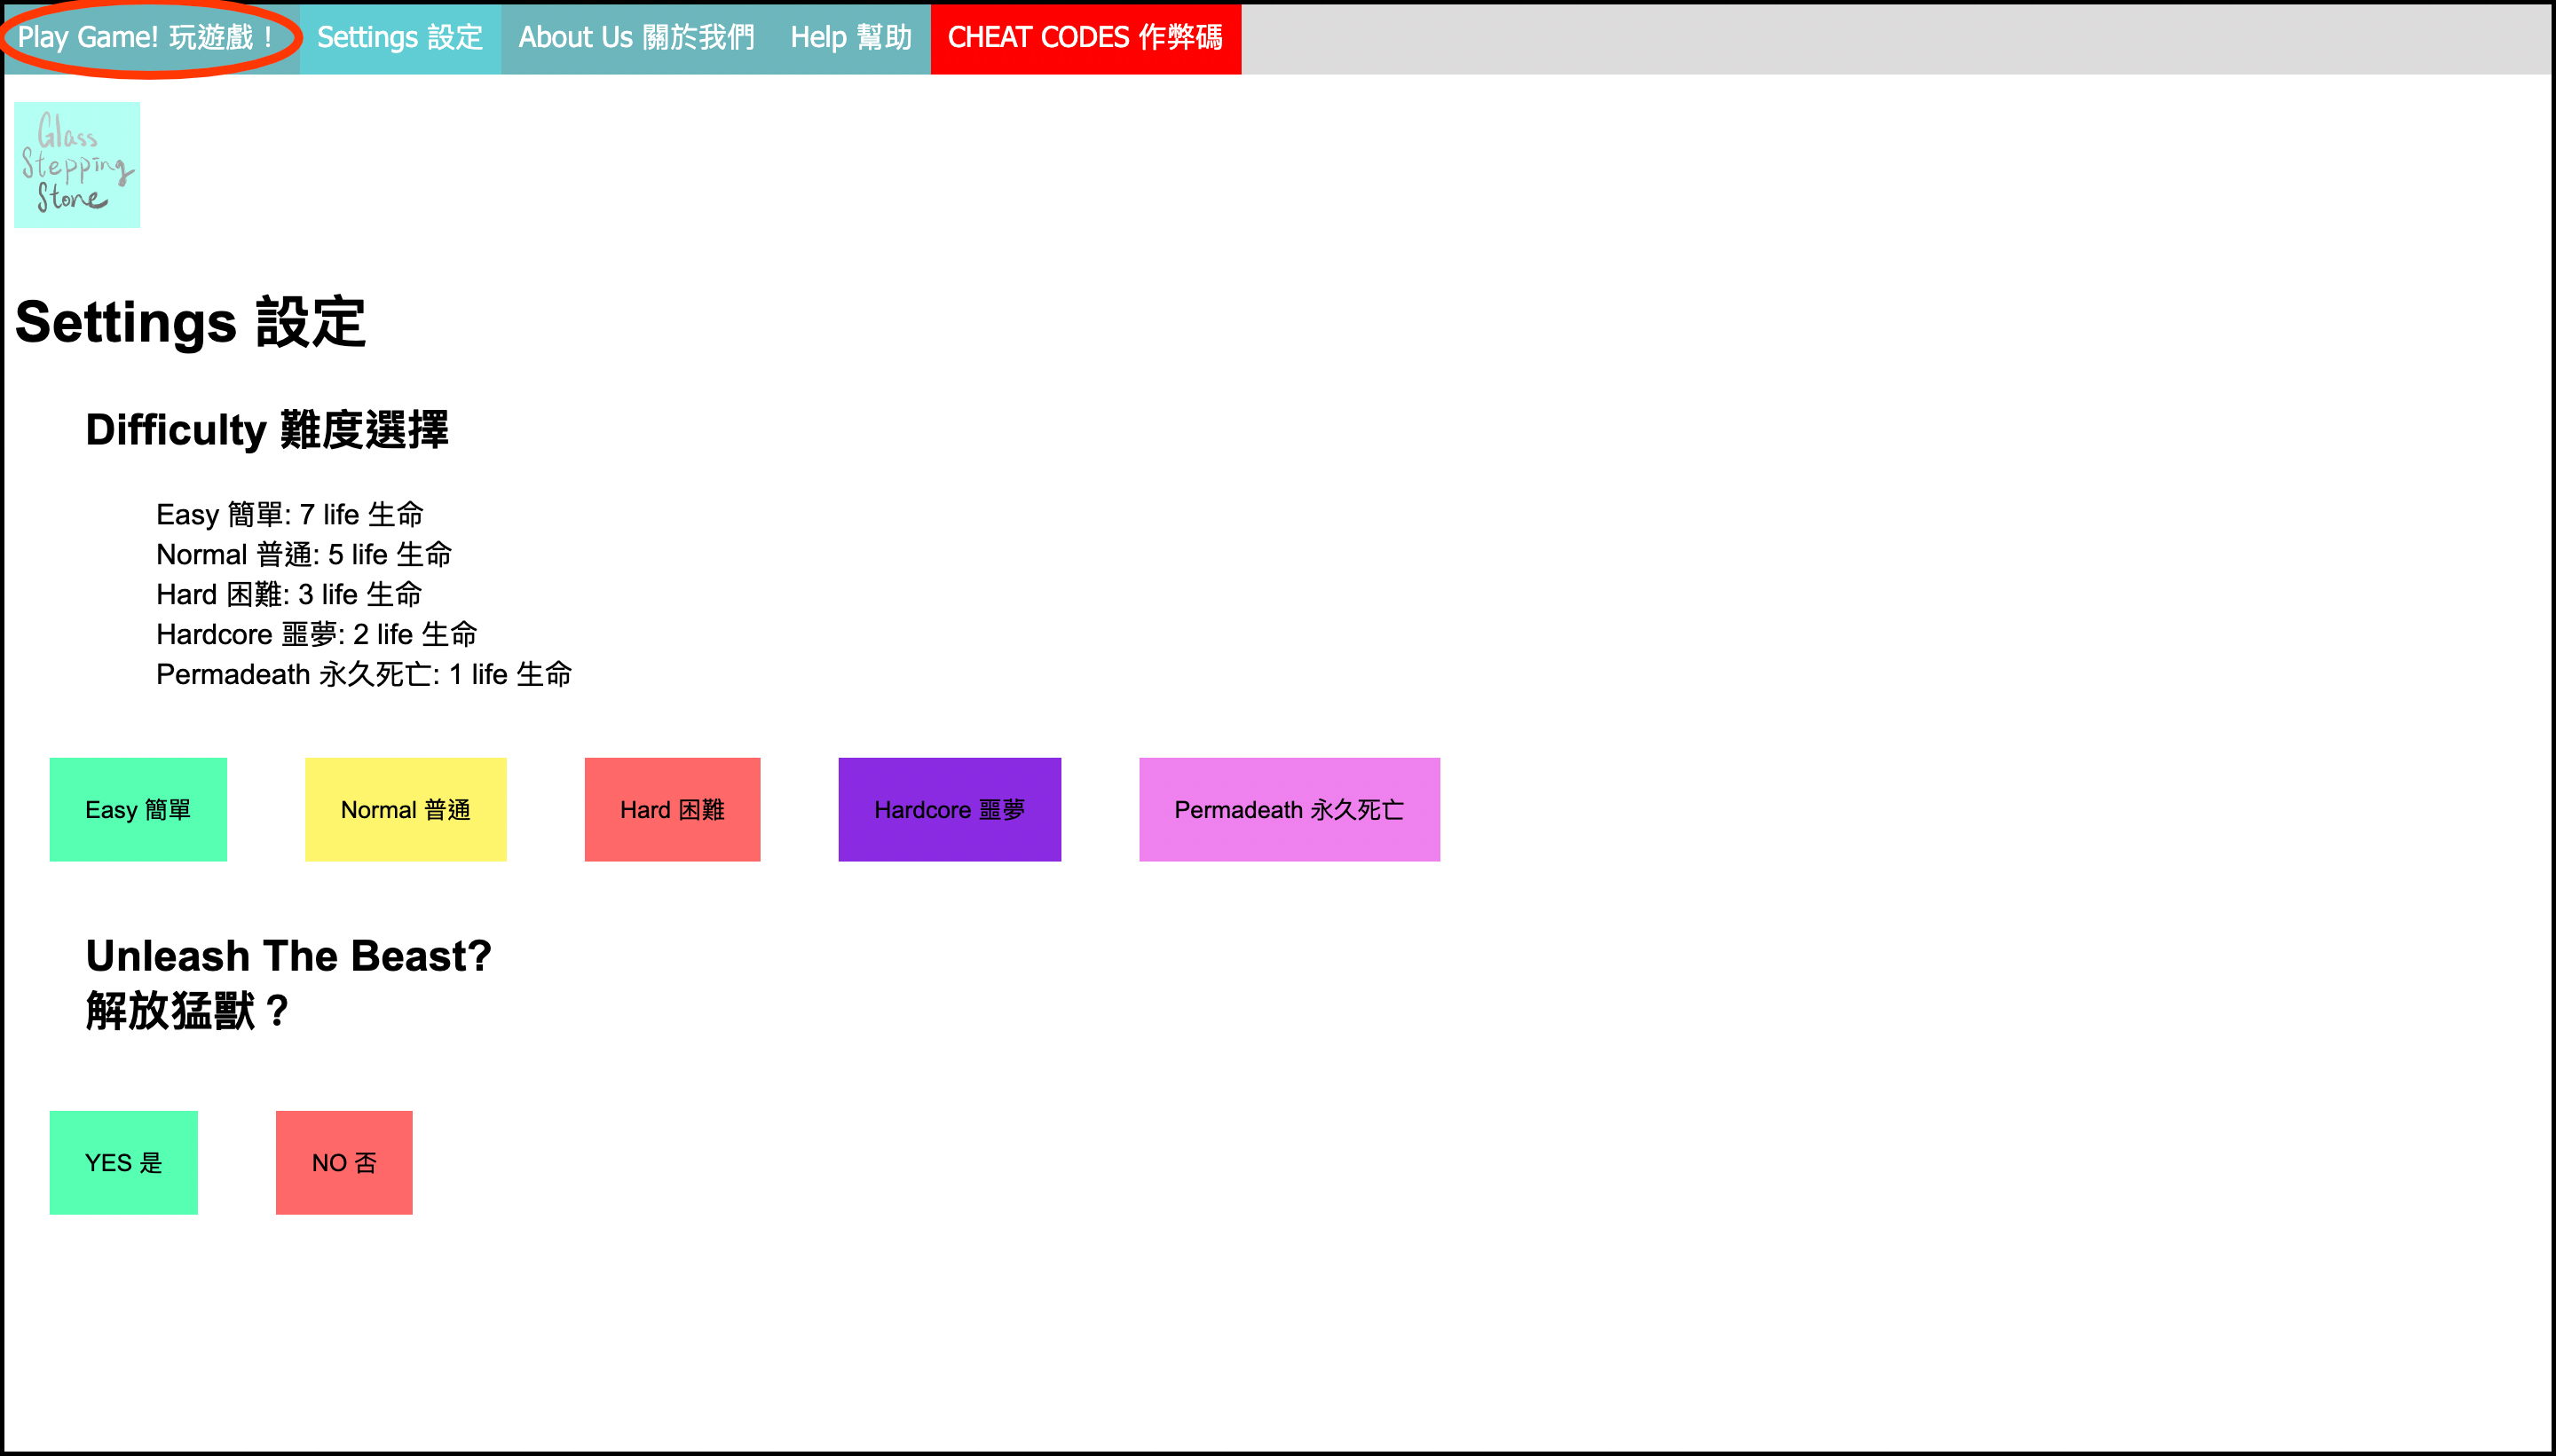 Play Game! 玩遊戲！ Settings 設定 About Us 關於我們 Help 幫助 CHEAT CODES 作弊碼
Glass
Stepping
Stone
Settings 設定
Difficulty 難度選擇
Easy 簡單: 7 life 生命
Normal 普通: 5 life 生命
Hard 困難: 3 life 生命
Hardcore 噩夢: 2 life 生命
Permadeath 永久死亡: 1 life 生命
Easy 簡單 Normal 普通 Hard 困難 Hardcore 噩夢 Permadeath 永久死亡
Unleash The Beast?
解放猛獸？
YES 是 NO 否